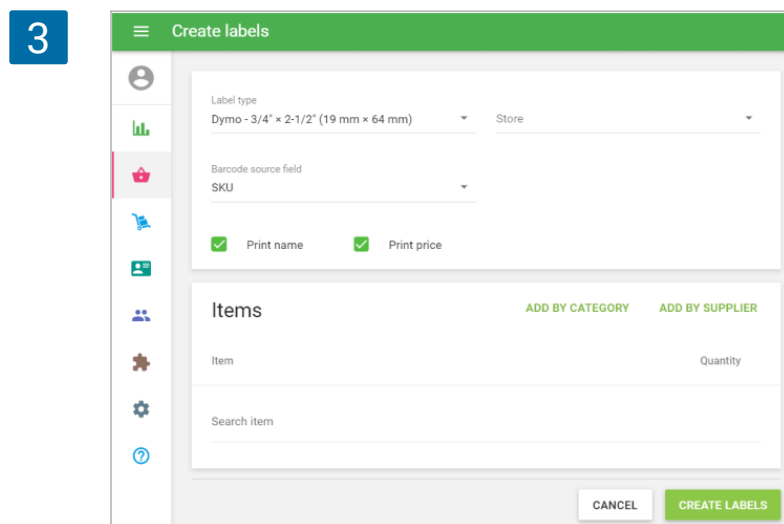 3
Create labels
Label type
Dymo - 3/4" × 2-1/2" (19 mm × 64 mm)
Store
Barcode source field
SKU
Print name Print price
Items ADD BY CATEGORY ADD BY SUPPLIER
Item Quantity
Search item
CANCEL CREATE LABELS